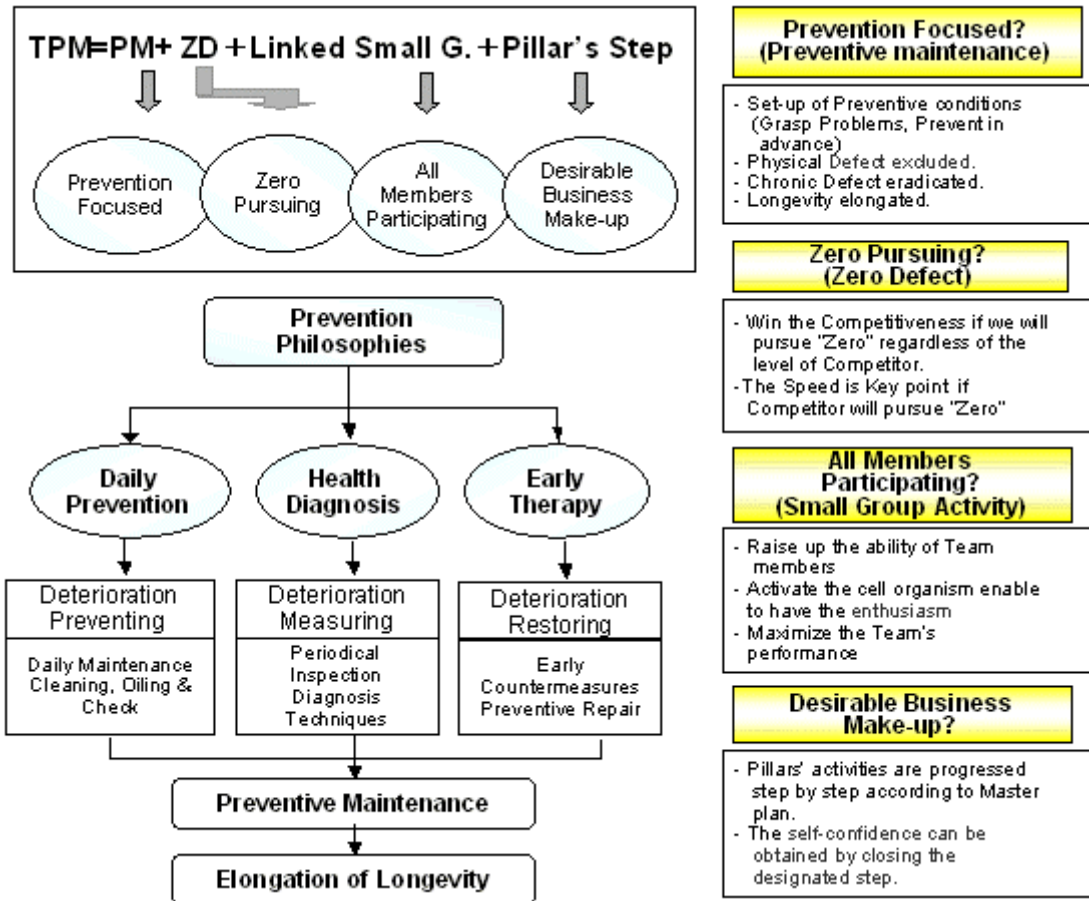 TPM=PM+ ZD +Linked Small G. +Pillar's Step
Prevention
Focused
Zero
Pursuing
All
Members
Participating
Desirable
Business
Make-up
Prevention
Philosophies
Daily
Prevention
Health
Diagnosis
Early
Therapy
Deterioration
Preventing
Daily Maintenance
Cleaning, Oiling &
Check
Deterioration
Measuring
Periodical
Inspection
Diagnosis
Techniques
Deterioration
Restoring
Early
Countermeasures
Preventive Repair
Preventive Maintenance
Elongation of Longevity
Prevention Focused?
(Preventive maintenance)
- Set-up of Preventive conditions
(Grasp Problems, Prevent in
advance)
- Physical Defect excluded.
- Chronic Defect eradicated.
- Longevity elongated.
Zero Pursuing?
(Zero Defect)
- Win the Competitiveness if we will
pursue "Zero" regardless of the
level of Competitor.
-The Speed is Key point if
Competitor will pursue "Zero"
All Members
Participating?
(Small Group Activity)
- Raise up the ability of Team
members
- Activate the cell organism enable
to have the enthusiasm
- Maximize the Team's
performance
Desirable Business
Make-up?
- Pillars' activities are progressed
step by step according to Master
plan.
- The self-confidence can be
obtained by closing the
designated step.